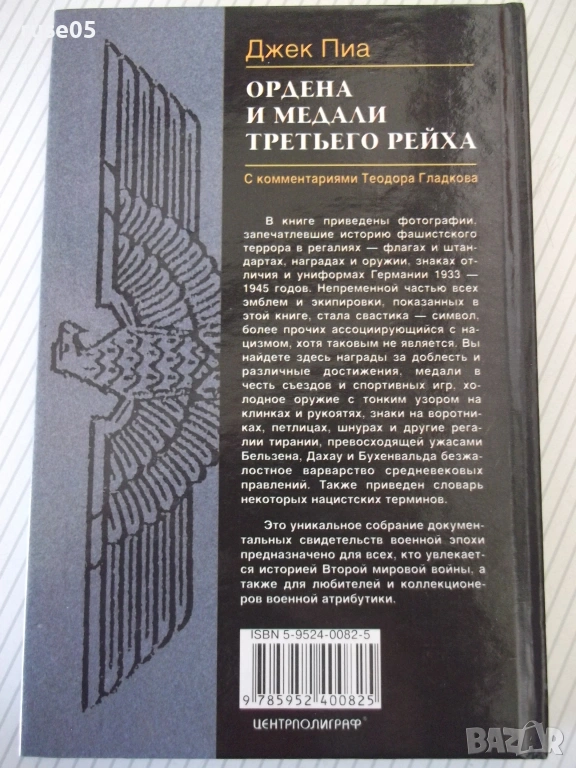 ruse05
Джек Пиа
ОРДЕНА
И МЕДАЛИ
ТРЕТЬЕГО РЕЙХА
С комментариями Теодора Гладкова
В книге приведены фотографии,
запечатлевшие историю фашистского
террора в регалиях — флагах и штан-
дартах, наградах и оружии, знаках от-
личия и униформах Германии 1933 —
1945 годов. Непременной частью всех
эмблем и экипировки, показанных в
этой книге, стала свастика — символ,
более прочих ассоциирующийся с на-
цизмом, хотя таковым не является. Вы
найдете здесь награды за доблесть и
различные достижения, медали в
честь съездов и спортивных игр, хо-
лодное оружие с тонким узором на
клинках и рукоятях, знаки на воротни-
ках, петлицах, шнурах и другие рега-
лии тирании, превосходящей ужасами
Бельзена, Дахау и Бухенвальда безжа-
лостное варварство средневековых
правлений. Также приведен словарь
некоторых нацистских терминов.
Это уникальное собрание докумен-
тальных свидетельств военной эпохи
предназначено для всех, кто увлекает-
ся историей Второй мировой войны, а
также для любителей и коллекционе-
ров военной атрибутики.
ISBN 5-9524-0082-5
9 785952 400825
ЦЕНТРПОЛИГРАФ®
BAZAR